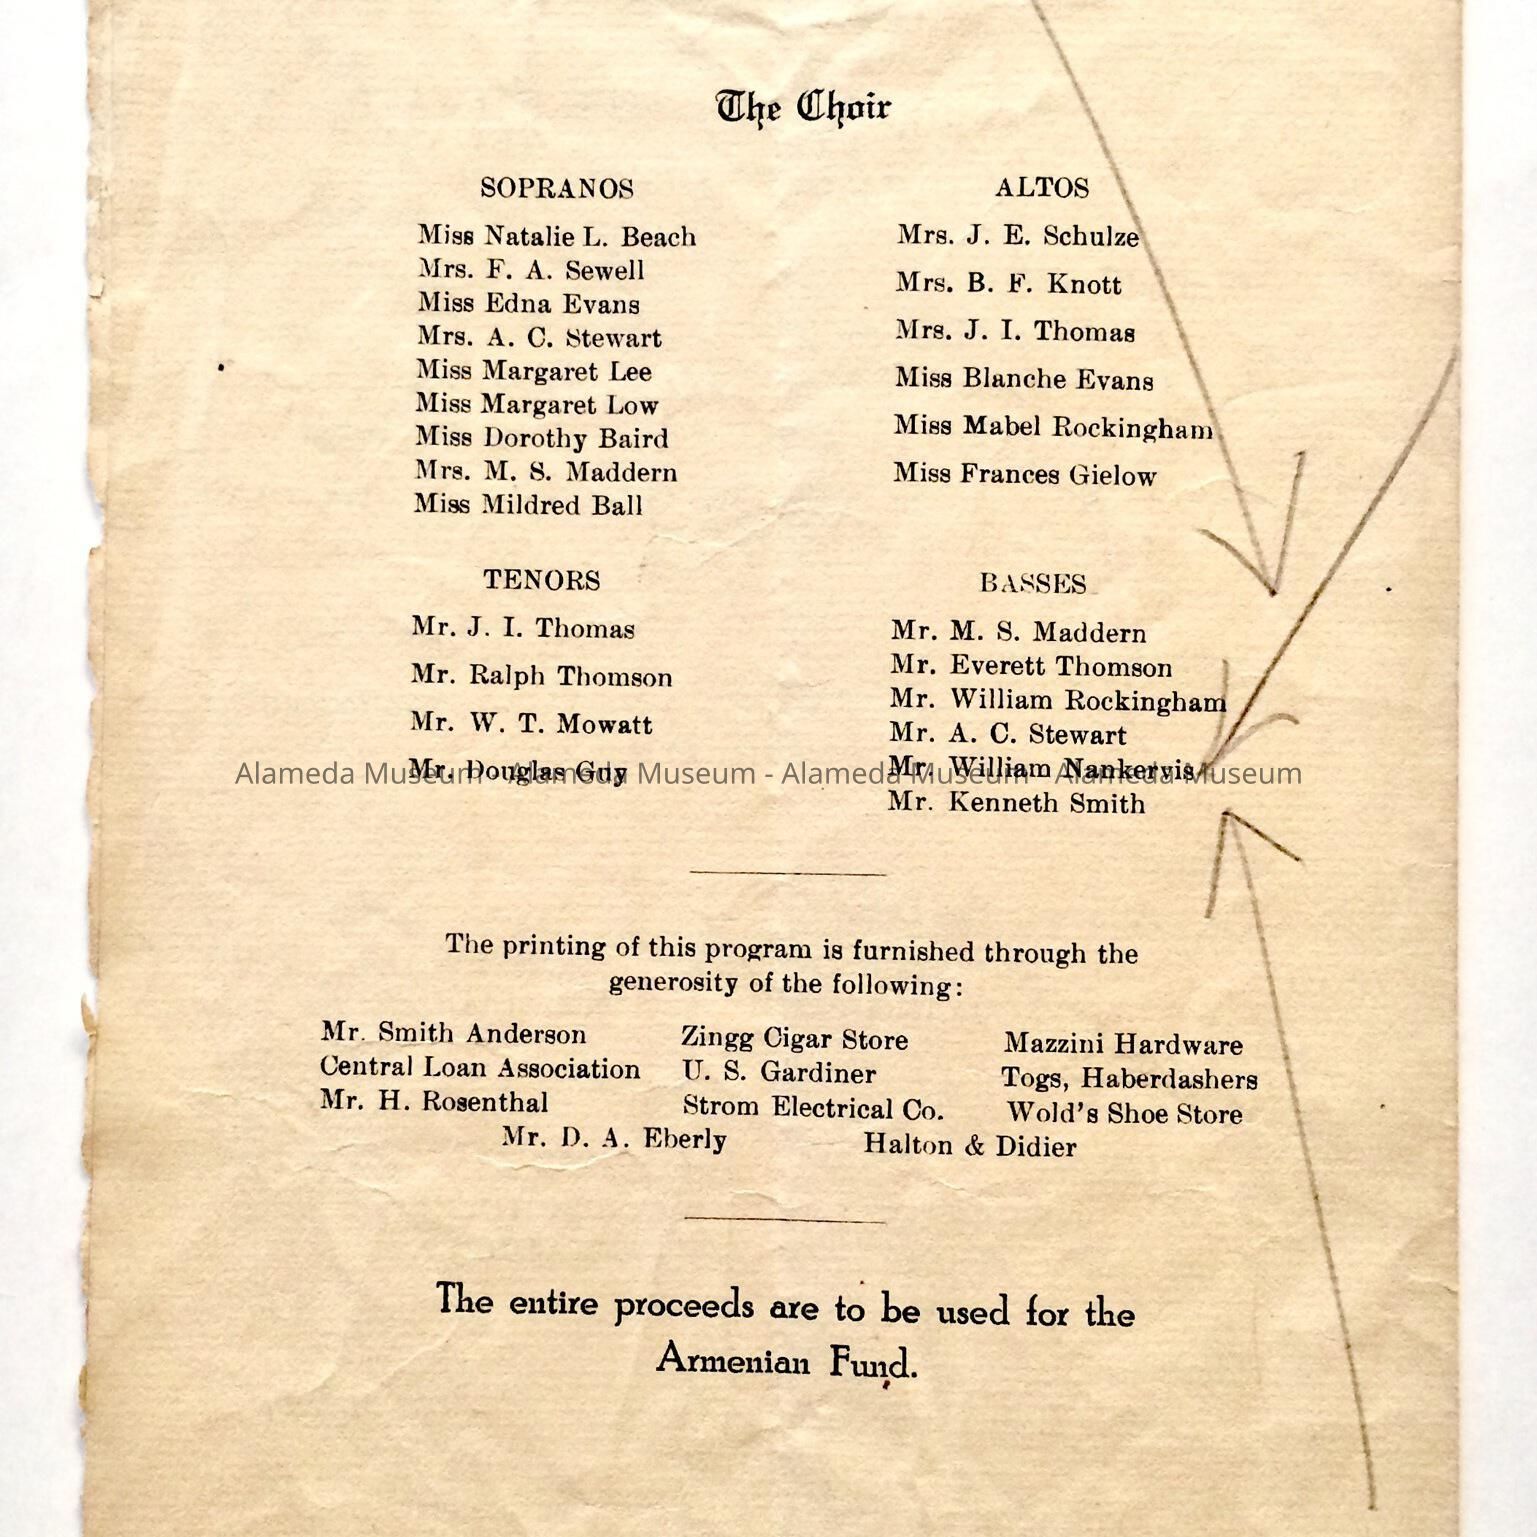 The Choir
SOPRANOS
Miss Natalie L. Beach
Mrs. F. A. Sewell
Miss Edna Evans
Mrs. A. C. Stewart
Miss Margaret Lee
Miss Margaret Low
Miss Dorothy Baird
Mrs. M. S. Maddern
Miss Mildred Ball
ALTOS
Mrs. J. E. Schulze
Mrs. B. F. Knott
Mrs. J. I. Thomas
Miss Blanche Evans
Miss Mabel Rockingham
Miss Frances Gielow
TENORS
Mr. J. I. Thomas
Mr. Ralph Thomson
Mr. W. T. Mowatt
Mr. Douglas Guy
BASSES
Mr. M. S. Maddern
Mr. Everett Thomson
Mr. William Rockingham
Mr. A. C. Stewart
Mr. William Nankervis
Mr. Kenneth Smith
Alameda Museum - Alameda Museum - Alameda Museum - Alameda Museum
The printing of this program is furnished through the
generosity of the following:
Mr. Smith Anderson Zingg Cigar Store Mazzini Hardware
Central Loan Association U. S. Gardiner Togs, Haberdashers
Mr. H. Rosenthal Strom Electrical Co. Wold's Shoe Store
Mr. D. A. Eberly Halton & Didier
The entire proceeds are to be used for the
Armenian Fund.